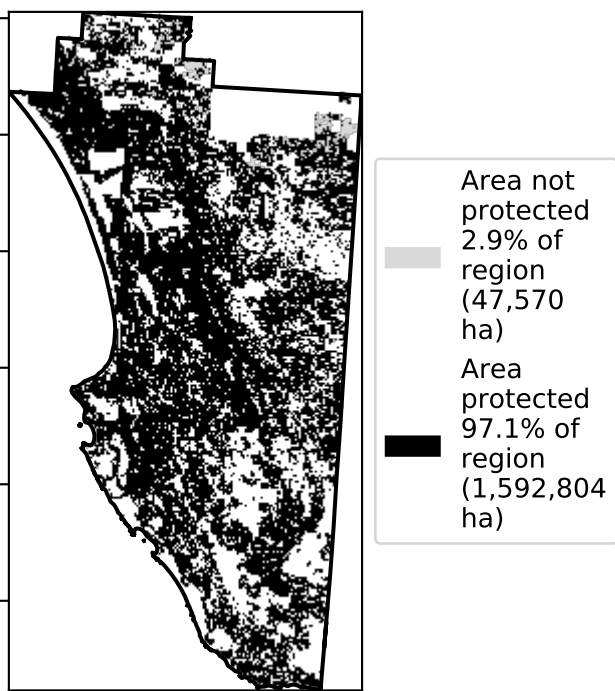 Area not
protected
2.9% of
region
(47,570
ha)
Area
protected
97.1% of
region
(1,592,804
ha)